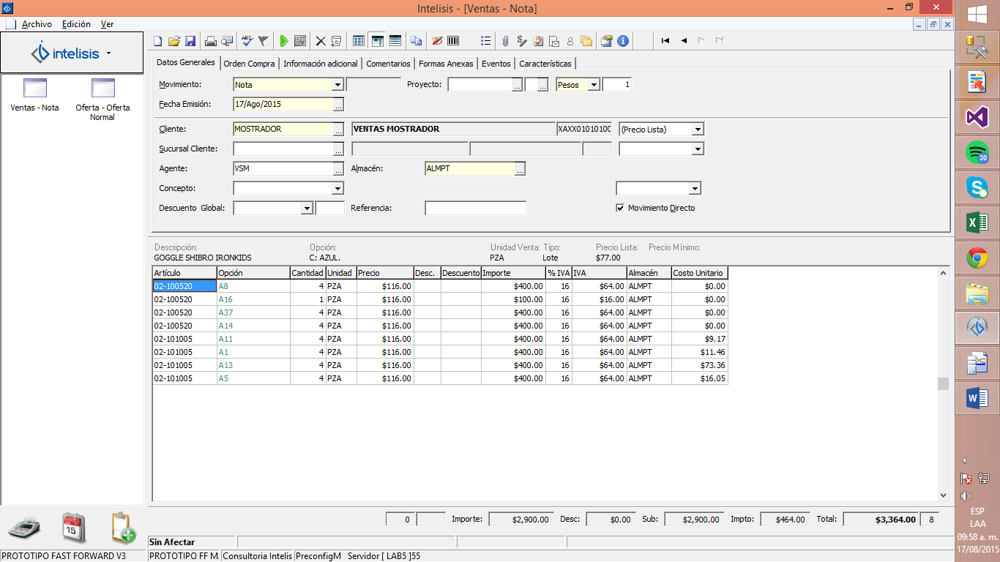 Intelisis - [Ventas - Nota]
Archivo Edición Ver
intelisis
Ventas - Nota
Oferta - Oferta Normal
Datos Generales Orden Compra Información adicional Comentarios Formas Anexas Eventos Características
Movimiento: Nota Proyecto: ... ... Pesos 1
Fecha Emisión: 17/Ago/2015 ...
Cliente: MOSTRADOR ... VENTAS MOSTRADOR XAXX01010100 (Precio Lista)
Sucursal Cliente: ...
Agente: VSM ... Almacén: ALMPT ...
Concepto:
Descuento Global: Referencia: Movimiento Directo
Descripción: Opción: Unidad Venta: Tipo: Precio Lista: Precio Mínimo:
GOGGLE SHIBRO IRONKIDS C: AZUL. PZA Lote $77.00
Artículo Opción Cantidad Unidad Precio Desc. Descuento Importe % IVA IVA Almacén Costo Unitario
02-100520 A8 4 PZA $116.00 $400.00 16 $64.00 ALMPT $0.00
02-100520 A16 1 PZA $116.00 $100.00 16 $16.00 ALMPT $0.00
02-100520 A37 4 PZA $116.00 $400.00 16 $64.00 ALMPT $0.00
02-100520 A14 4 PZA $116.00 $400.00 16 $64.00 ALMPT $0.00
02-101005 A11 4 PZA $116.00 $400.00 16 $64.00 ALMPT $9.17
02-101005 A1 4 PZA $116.00 $400.00 16 $64.00 ALMPT $11.46
02-101005 A13 4 PZA $116.00 $400.00 16 $64.00 ALMPT $73.36
02-101005 A5 4 PZA $116.00 $400.00 16 $64.00 ALMPT $16.05
0 Importe: $2,900.00 Desc: $0.00 Sub: $2,900.00 Impto: $464.00 Total: $3,364.00 8
Sin Afectar
PROTOTIPO FAST FORWARD V3 PROTOTIPO FF M. Consultoria Intelis PreconfigM Servidor [ LAB5 ]55
30
ESP
LAA
09:58 a. m.
17/08/2015